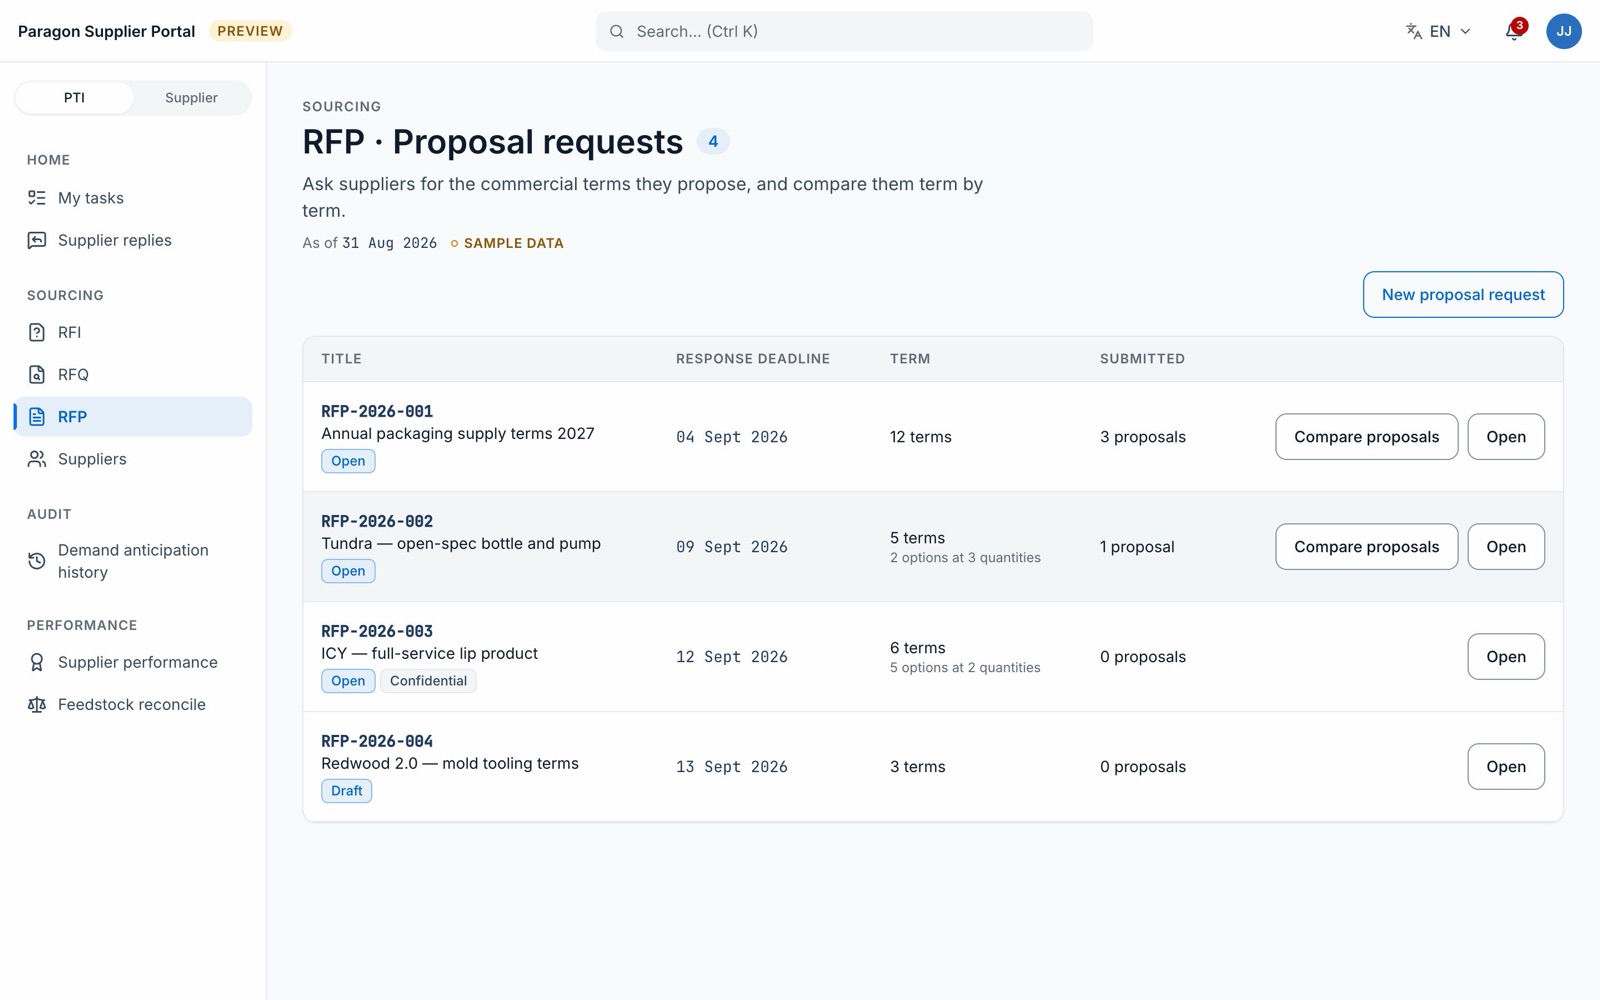 Paragon Supplier Portal PREVIEW
Search... (Ctrl K)
EN
3
JJ
PTI Supplier
HOME
My tasks
Supplier replies
SOURCING
RFI
RFQ
RFP
Suppliers
AUDIT
Demand anticipation
history
PERFORMANCE
Supplier performance
Feedstock reconcile
SOURCING
RFP · Proposal requests 4
Ask suppliers for the commercial terms they propose, and compare them term by
term.
As of 31 Aug 2026 SAMPLE DATA
New proposal request
TITLE RESPONSE DEADLINE TERM SUBMITTED
RFP-2026-001
Annual packaging supply terms 2027
Open
04 Sept 2026
12 terms
3 proposals
Compare proposals Open
RFP-2026-002
Tundra — open-spec bottle and pump
Open
09 Sept 2026
5 terms
2 options at 3 quantities
1 proposal
Compare proposals Open
RFP-2026-003
ICY — full-service lip product
Open Confidential
12 Sept 2026
6 terms
5 options at 2 quantities
0 proposals
Open
RFP-2026-004
Redwood 2.0 — mold tooling terms
Draft
13 Sept 2026
3 terms
0 proposals
Open